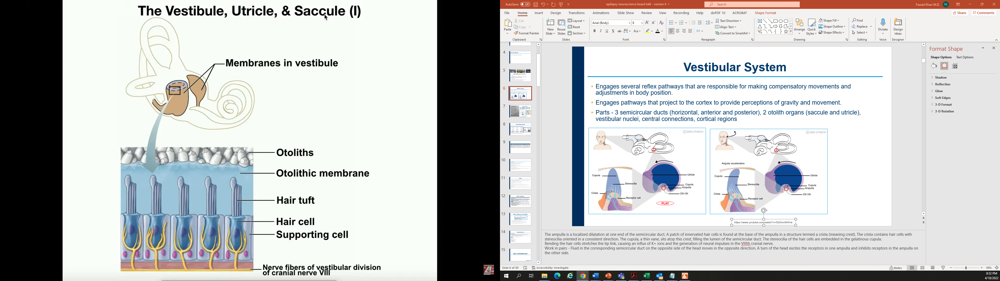 The Vestibule, Utricle, & Saccule (I)
Membranes in vestibule
Otoliths
Otolithic membrane
Hair tuft
Hair cell
Supporting cell
Nerve fibers of vestibular division
of cranial nerve VIII
AutoSave Off
epilepsy neuroscience board talk - version 4
Search
Fawad Khan M.D. FK
File Home Insert Design Transitions Animations Slide Show Review View Recording Help doPDF 10 ACROBAT Shape Format
Share Comments
Paste
Cut
Copy
Format Painter
Clipboard
New
Slide
Reuse
Slides
Layout
Reset
Section
Slides
Arial (Body) 8
Font
Text Direction
Align Text
Convert to SmartArt
Paragraph
Arrange
Quick
Styles
Shape Fill
Shape Outline
Shape Effects
Drawing
Find
Replace
Select
Editing
Dictate
Voice
Design
Ideas
Designer
4
5
6
7
8
9
10
11
12
13
14
15
Vestibular System
• Engages several reflex pathways that are responsible for making compensatory movements and
adjustments in body position.
• Engages pathways that project to the cortex to provide perceptions of gravity and movement.
• Parts - 3 semicircular ducts (horizontal, anterior and posterior), 2 otolith organs (saccule and utricle),
vestibular nuclei, central connections, cortical regions
©2000 UTHSCH
Cupula
Stereocilia
Crista
Receptor cell
Utricle
Cupula
Ampulla
CN VIII
PLAY
©2000 UTHSCH
Angular acceleration
Cupula
Stereocilia
Crista
Receptor cell
Utricle
Cupula
Ampulla
CN VIII
Format Shape
Shape Options Text Options
Shadow
Reflection
Glow
Soft Edges
3-D Format
3-D Rotation
The ampulla is a localized dilatation at one end of the semicircular duct. A patch of innervated hair cells is found at the base of the ampulla in a structure termed a crista (meaning crest). The crista contains hair cells with
stereocilia oriented in a consistent direction. The cupula, a thin vane, sits atop this crest, filling the lumen of the semicircular duct. The stereocilia of the hair cells are embedded in the gelatinous cupula.
Bending the hair cells stretches the tip link, causing an influx of K+ ions and the generation of neural impulses in the VIIIth cranial nerve.
Work in pairs - Fluid in the corresponding semicircular duct on the opposite side of the head moves in the opposite direction. A turn of the head excites the receptors in one ampulla and inhibits receptors in the ampulla on
the other side.
Slide 6 of 80
Accessibility: Investigate
Notes
96%
8:32 PM
4/18/2022